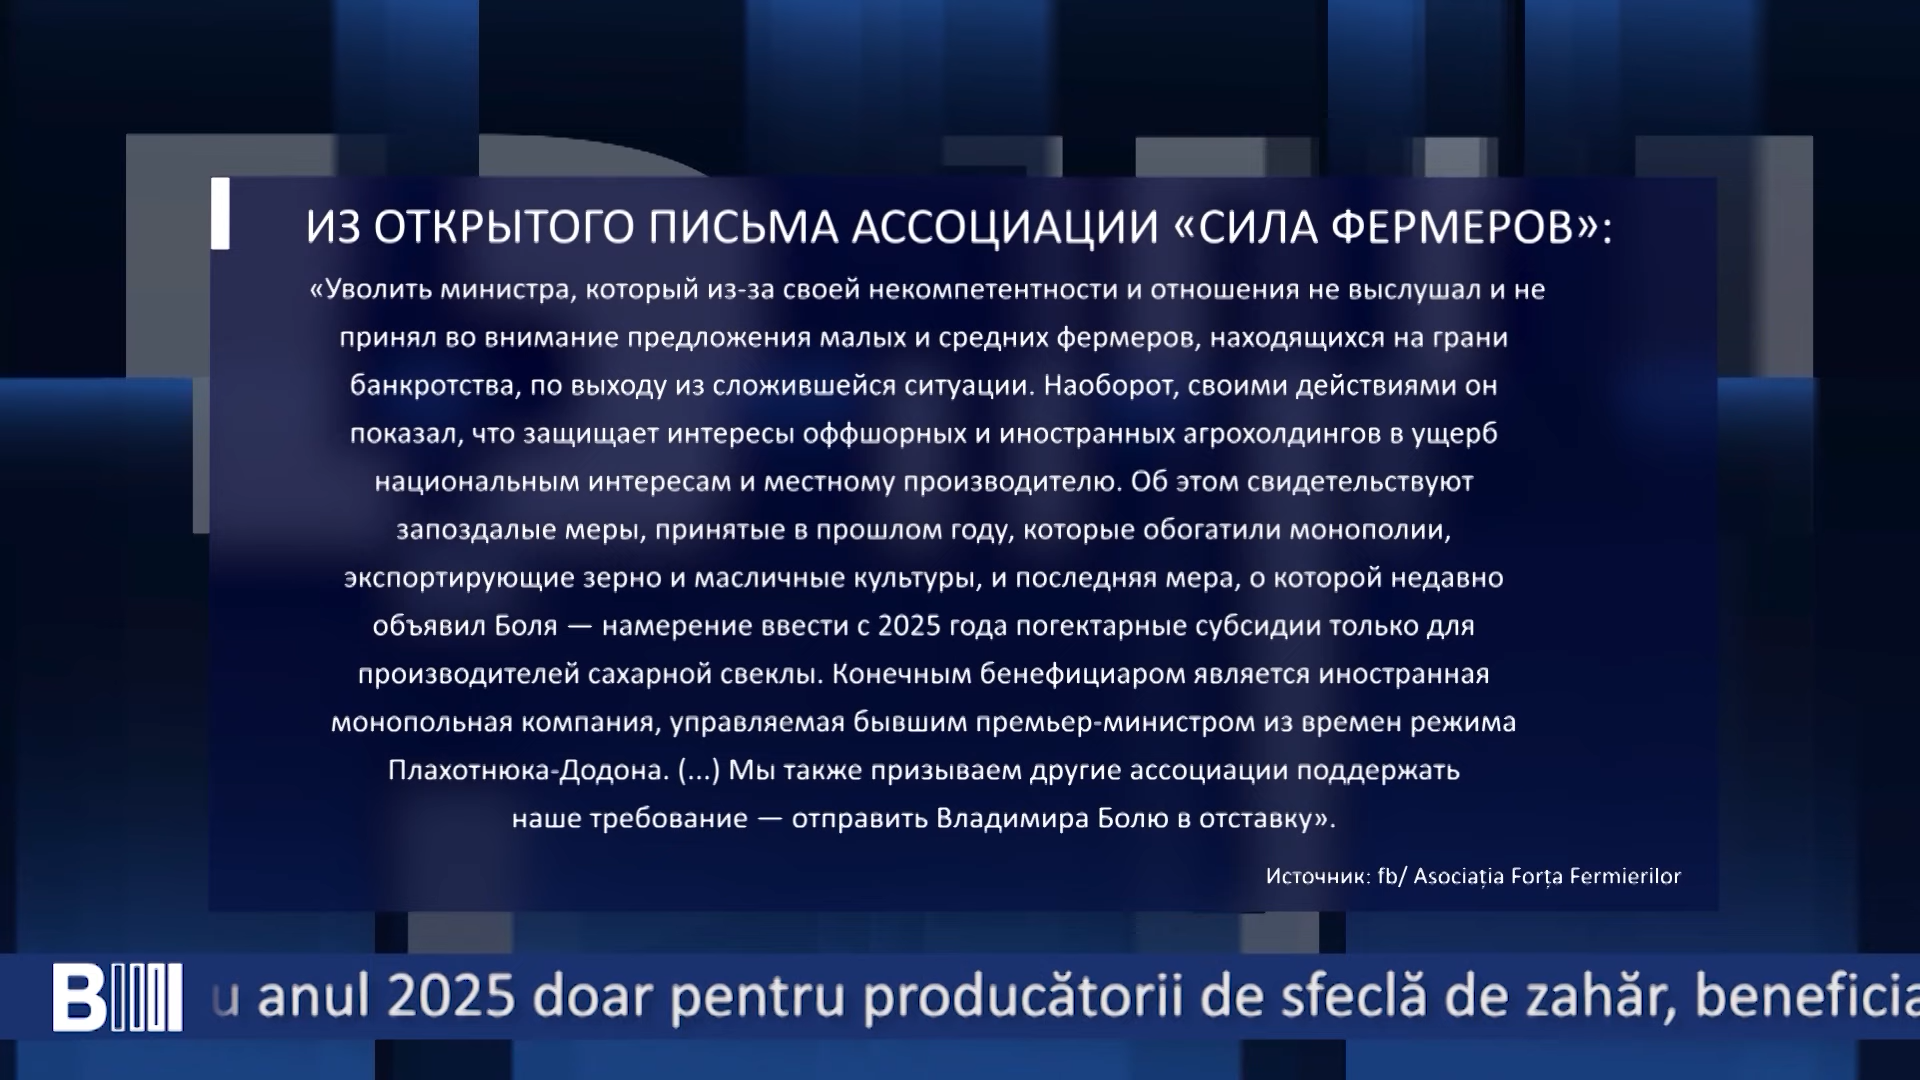 ИЗ ОТКРЫТОГО ПИСЬМА АССОЦИАЦИИ «СИЛА ФЕРМЕРОВ»:
«Уволить министра, который из-за своей некомпетентности и отношения не выслушал и не
принял во внимание предложения малых и средних фермеров, находящихся на грани
банкротства, по выходу из сложившейся ситуации. Наоборот, своими действиями он
показал, что защищает интересы оффшорных и иностранных агрохолдингов в ущерб
национальным интересам и местному производителю. Об этом свидетельствуют
запоздалые меры, принятые в прошлом году, которые обогатили монополии,
экспортирующие зерно и масличные культуры, и последняя мера, о которой недавно
объявил Боля — намерение ввести с 2025 года погектарные субсидии только для
производителей сахарной свеклы. Конечным бенефициаром является иностранная
монопольная компания, управляемая бывшим премьер-министром из времен режима
Плахотнюка-Додона. (...) Мы также призываем другие ассоциации поддержать
наше требование — отправить Владимира Болю в отставку».
Источник: fb/ Asociația Forța Fermierilor
B u anul 2025 doar pentru producătorii de sfeclă de zahăr, beneficia